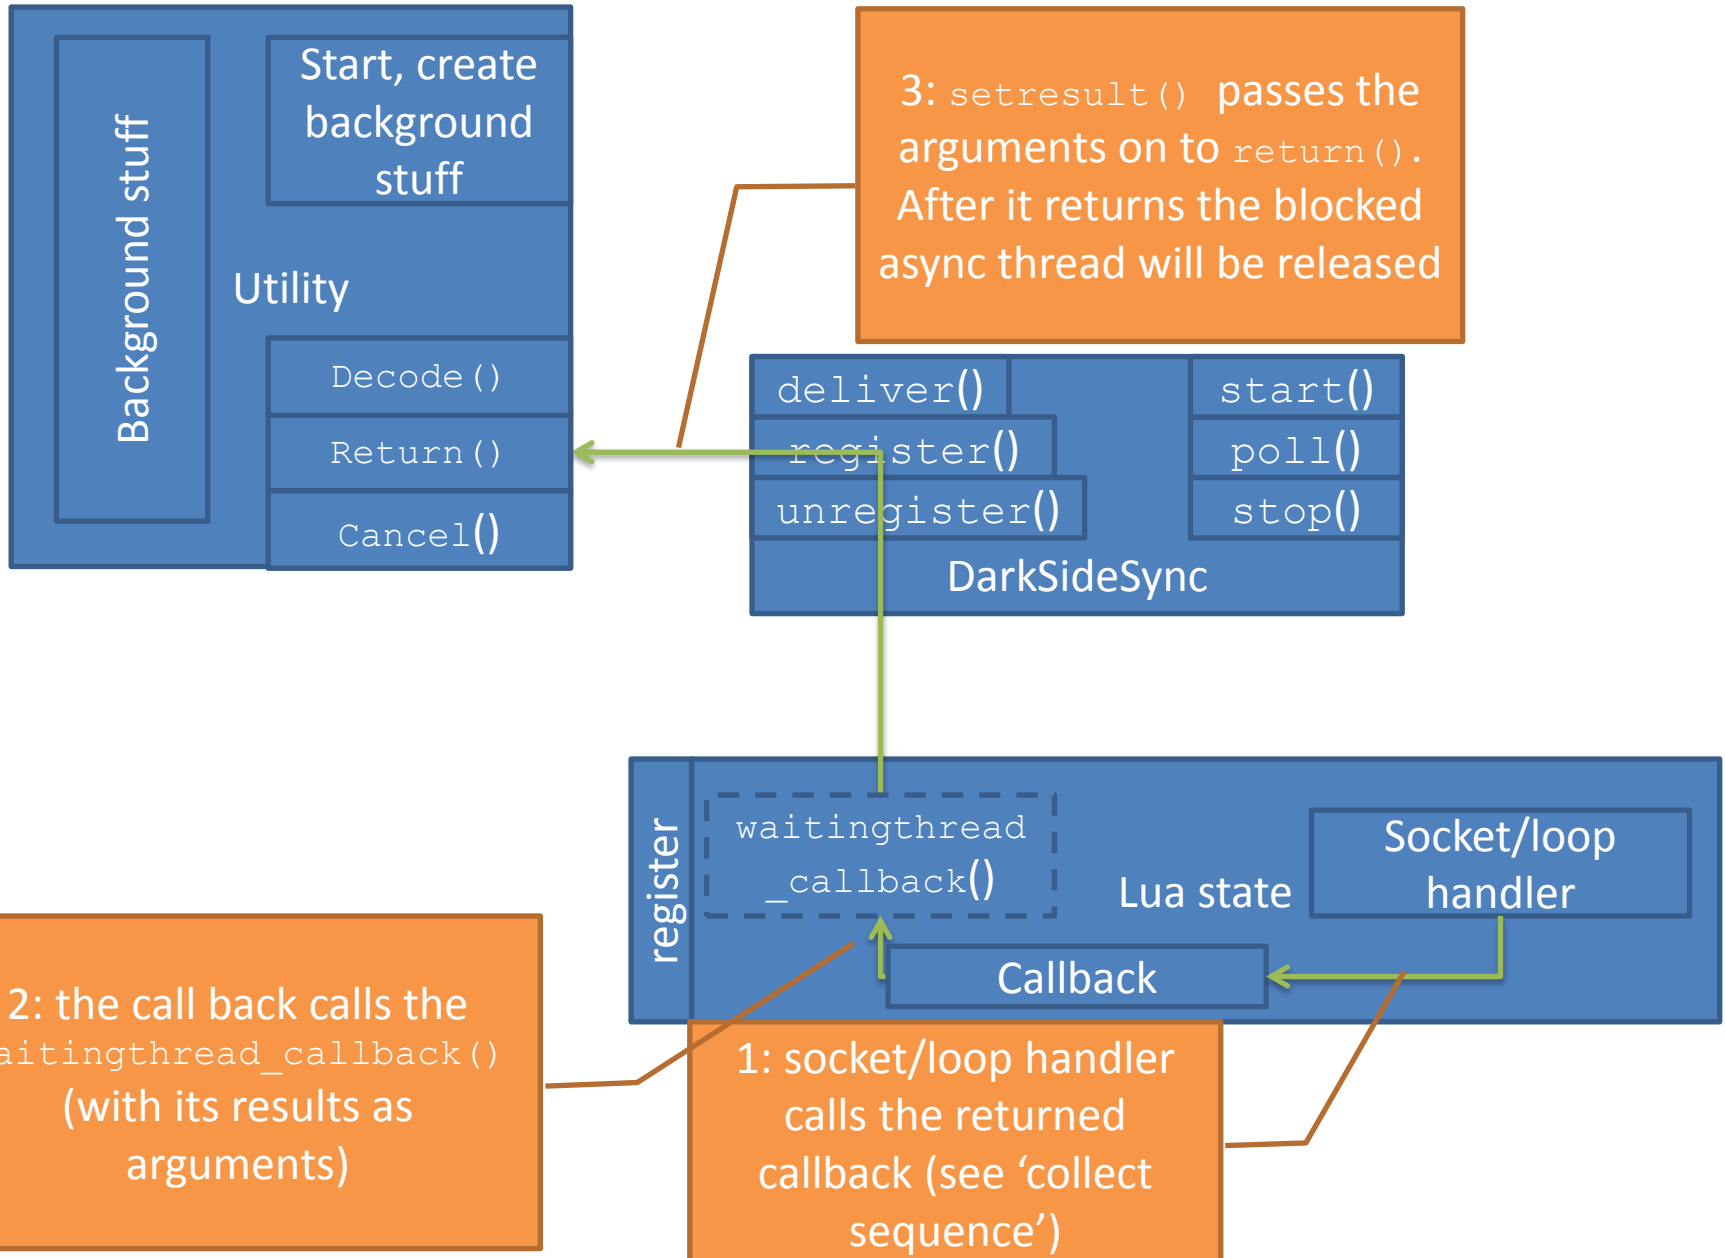 Background stuff
Start, create
background
stuff
Utility
Decode()
Return()
Cancel()
3: setresult() passes the
arguments on to return().
After it returns the blocked
async thread will be released
deliver()
register()
unregister()
start()
poll()
stop()
DarkSideSync
register
waitingthread
_callback()
Lua state
Socket/loop
handler
Callback
2: the call back calls the
aitingthread_callback()
(with its results as
arguments)
1: socket/loop handler
calls the returned
callback (see ‘collect
sequence’)